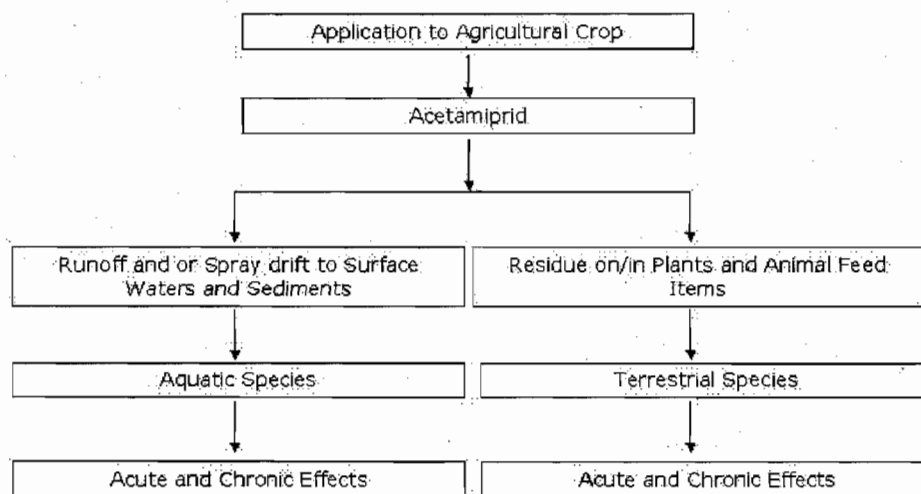 Application to Agricultural Crop
Acetamiprid
Runoff and or Spray drift to Surface
Waters and Sediments
Residue on/in Plants and Animal Feed
Items
Aquatic Species
Terrestrial Species
Acute and Chronic Effects
Acute and Chronic Effects